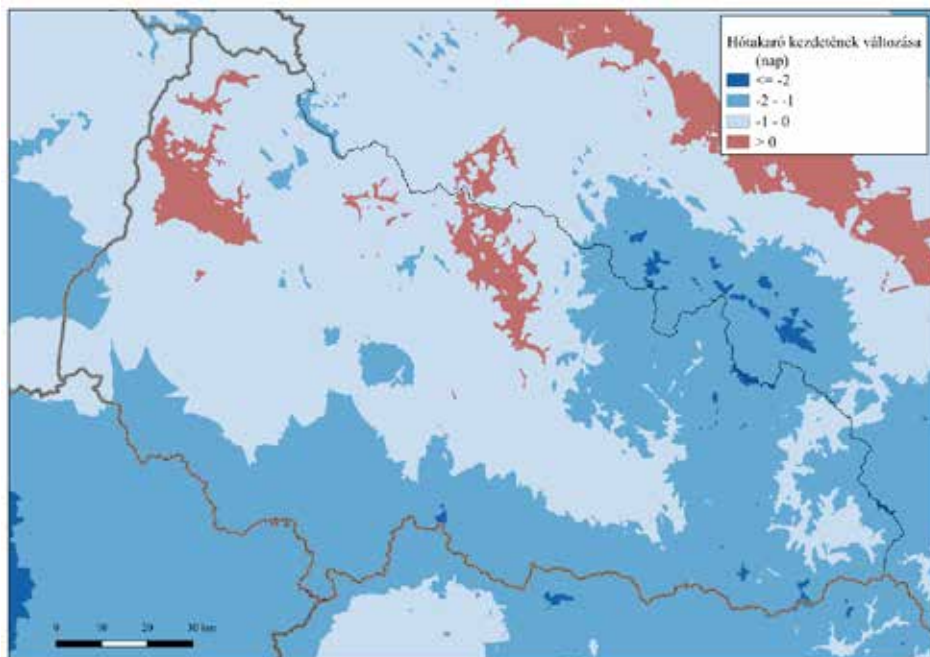 Hótakaró kezdetének változása
(nap)
<= -2
-2 - -1
-1 - 0
> 0
0 10 20 30 km